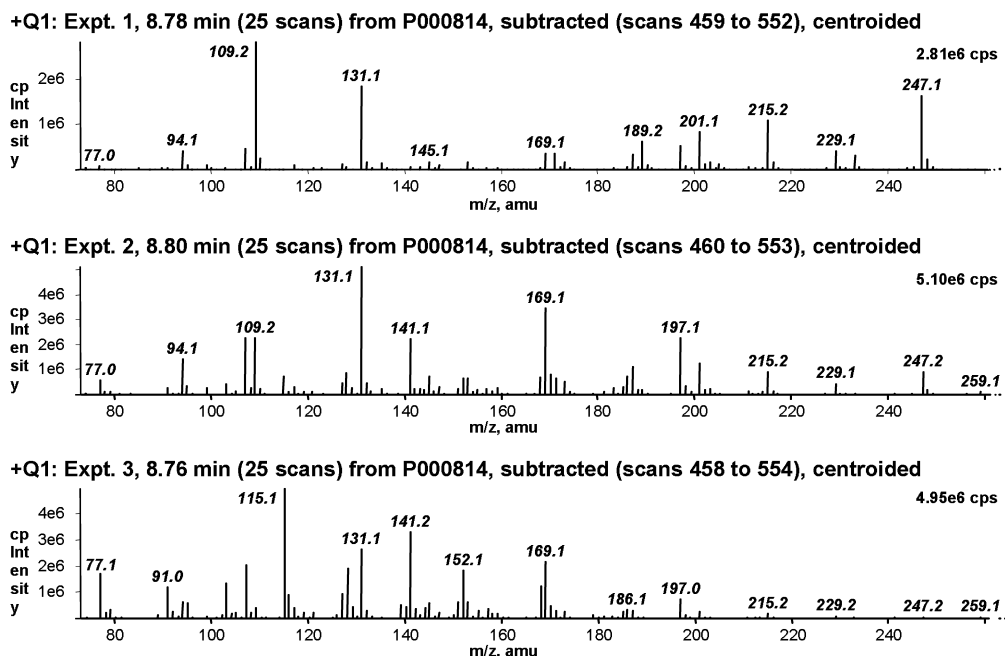 +Q1: Expt. 1, 8.78 min (25 scans) from P000814, subtracted (scans 459 to 552), centroided
2.81e6 cps
cp
Int
en
sit
y
2e6
1e6
77.0
94.1
109.2
131.1
145.1
169.1
189.2
201.1
215.2
229.1
247.1
80 100 120 140 160 180 200 220 240
m/z, amu
+Q1: Expt. 2, 8.80 min (25 scans) from P000814, subtracted (scans 460 to 553), centroided
5.10e6 cps
cp
Int
en
sit
y
4e6
3e6
2e6
1e6
77.0
94.1
109.2
131.1
141.1
169.1
197.1
215.2
229.1
247.2
259.1
80 100 120 140 160 180 200 220 240
m/z, amu
+Q1: Expt. 3, 8.76 min (25 scans) from P000814, subtracted (scans 458 to 554), centroided
4.95e6 cps
cp
Int
en
sit
y
4e6
3e6
2e6
1e6
77.1
91.0
115.1
131.1
141.2
152.1
169.1
186.1
197.0
215.2
229.2
247.2
259.1
80 100 120 140 160 180 200 220 240
m/z, amu